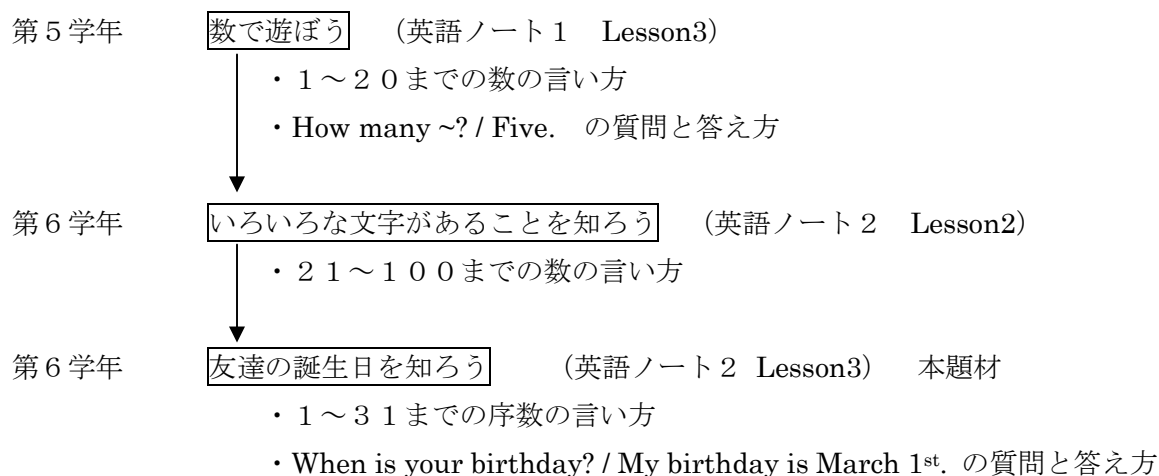 第５学年　数で遊ぼう　（英語ノート１　Lesson3）
・１～２０までの数の言い方
・How many ~? / Five.　の質問と答え方
第６学年　いろいろな文字があることを知ろう　（英語ノート２　Lesson2）
・２１～１００までの数の言い方
第６学年　友達の誕生日を知ろう　（英語ノート２ Lesson3）　本題材
・１～３１までの序数の言い方
・When is your birthday? / My birthday is March 1st. の質問と答え方